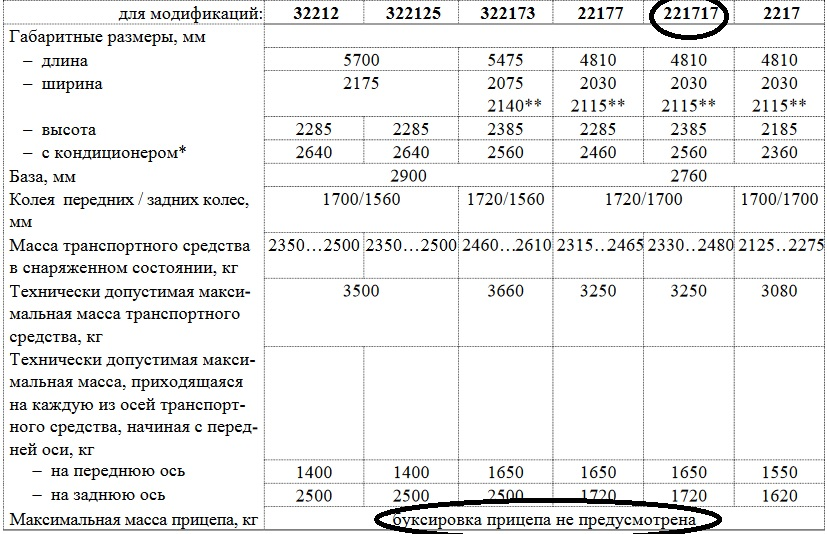 для модификаций: 32212 322125 322173 22177 221717 2217
Габаритные размеры, мм
– длина 5700 5475 4810 4810 4810
– ширина 2175 2075 2030 2030 2030
2140** 2115** 2115** 2115**
– высота 2285 2285 2385 2285 2385 2185
– с кондиционером* 2640 2640 2560 2460 2560 2360
База, мм 2900 2760
Колея передних / задних колес, 1700/1560 1720/1560 1720/1700 1700/1700
мм
Масса транспортного средства 2350…2500 2350…2500 2460…2610 2315…2465 2330…2480 2125…2275
в снаряженном состоянии, кг
Технически допустимая макси- 3500 3660 3250 3250 3080
мальная масса транспортного
средства, кг
Технически допустимая макси-
мальная масса, приходящаяся
на каждую из осей транспорт-
ного средства, начиная с перед-
ней оси, кг
– на переднюю ось 1400 1400 1650 1650 1650 1550
– на заднюю ось 2500 2500 2500 1720 1720 1620
Максимальная масса прицепа, кг буксировка прицепа не предусмотрена